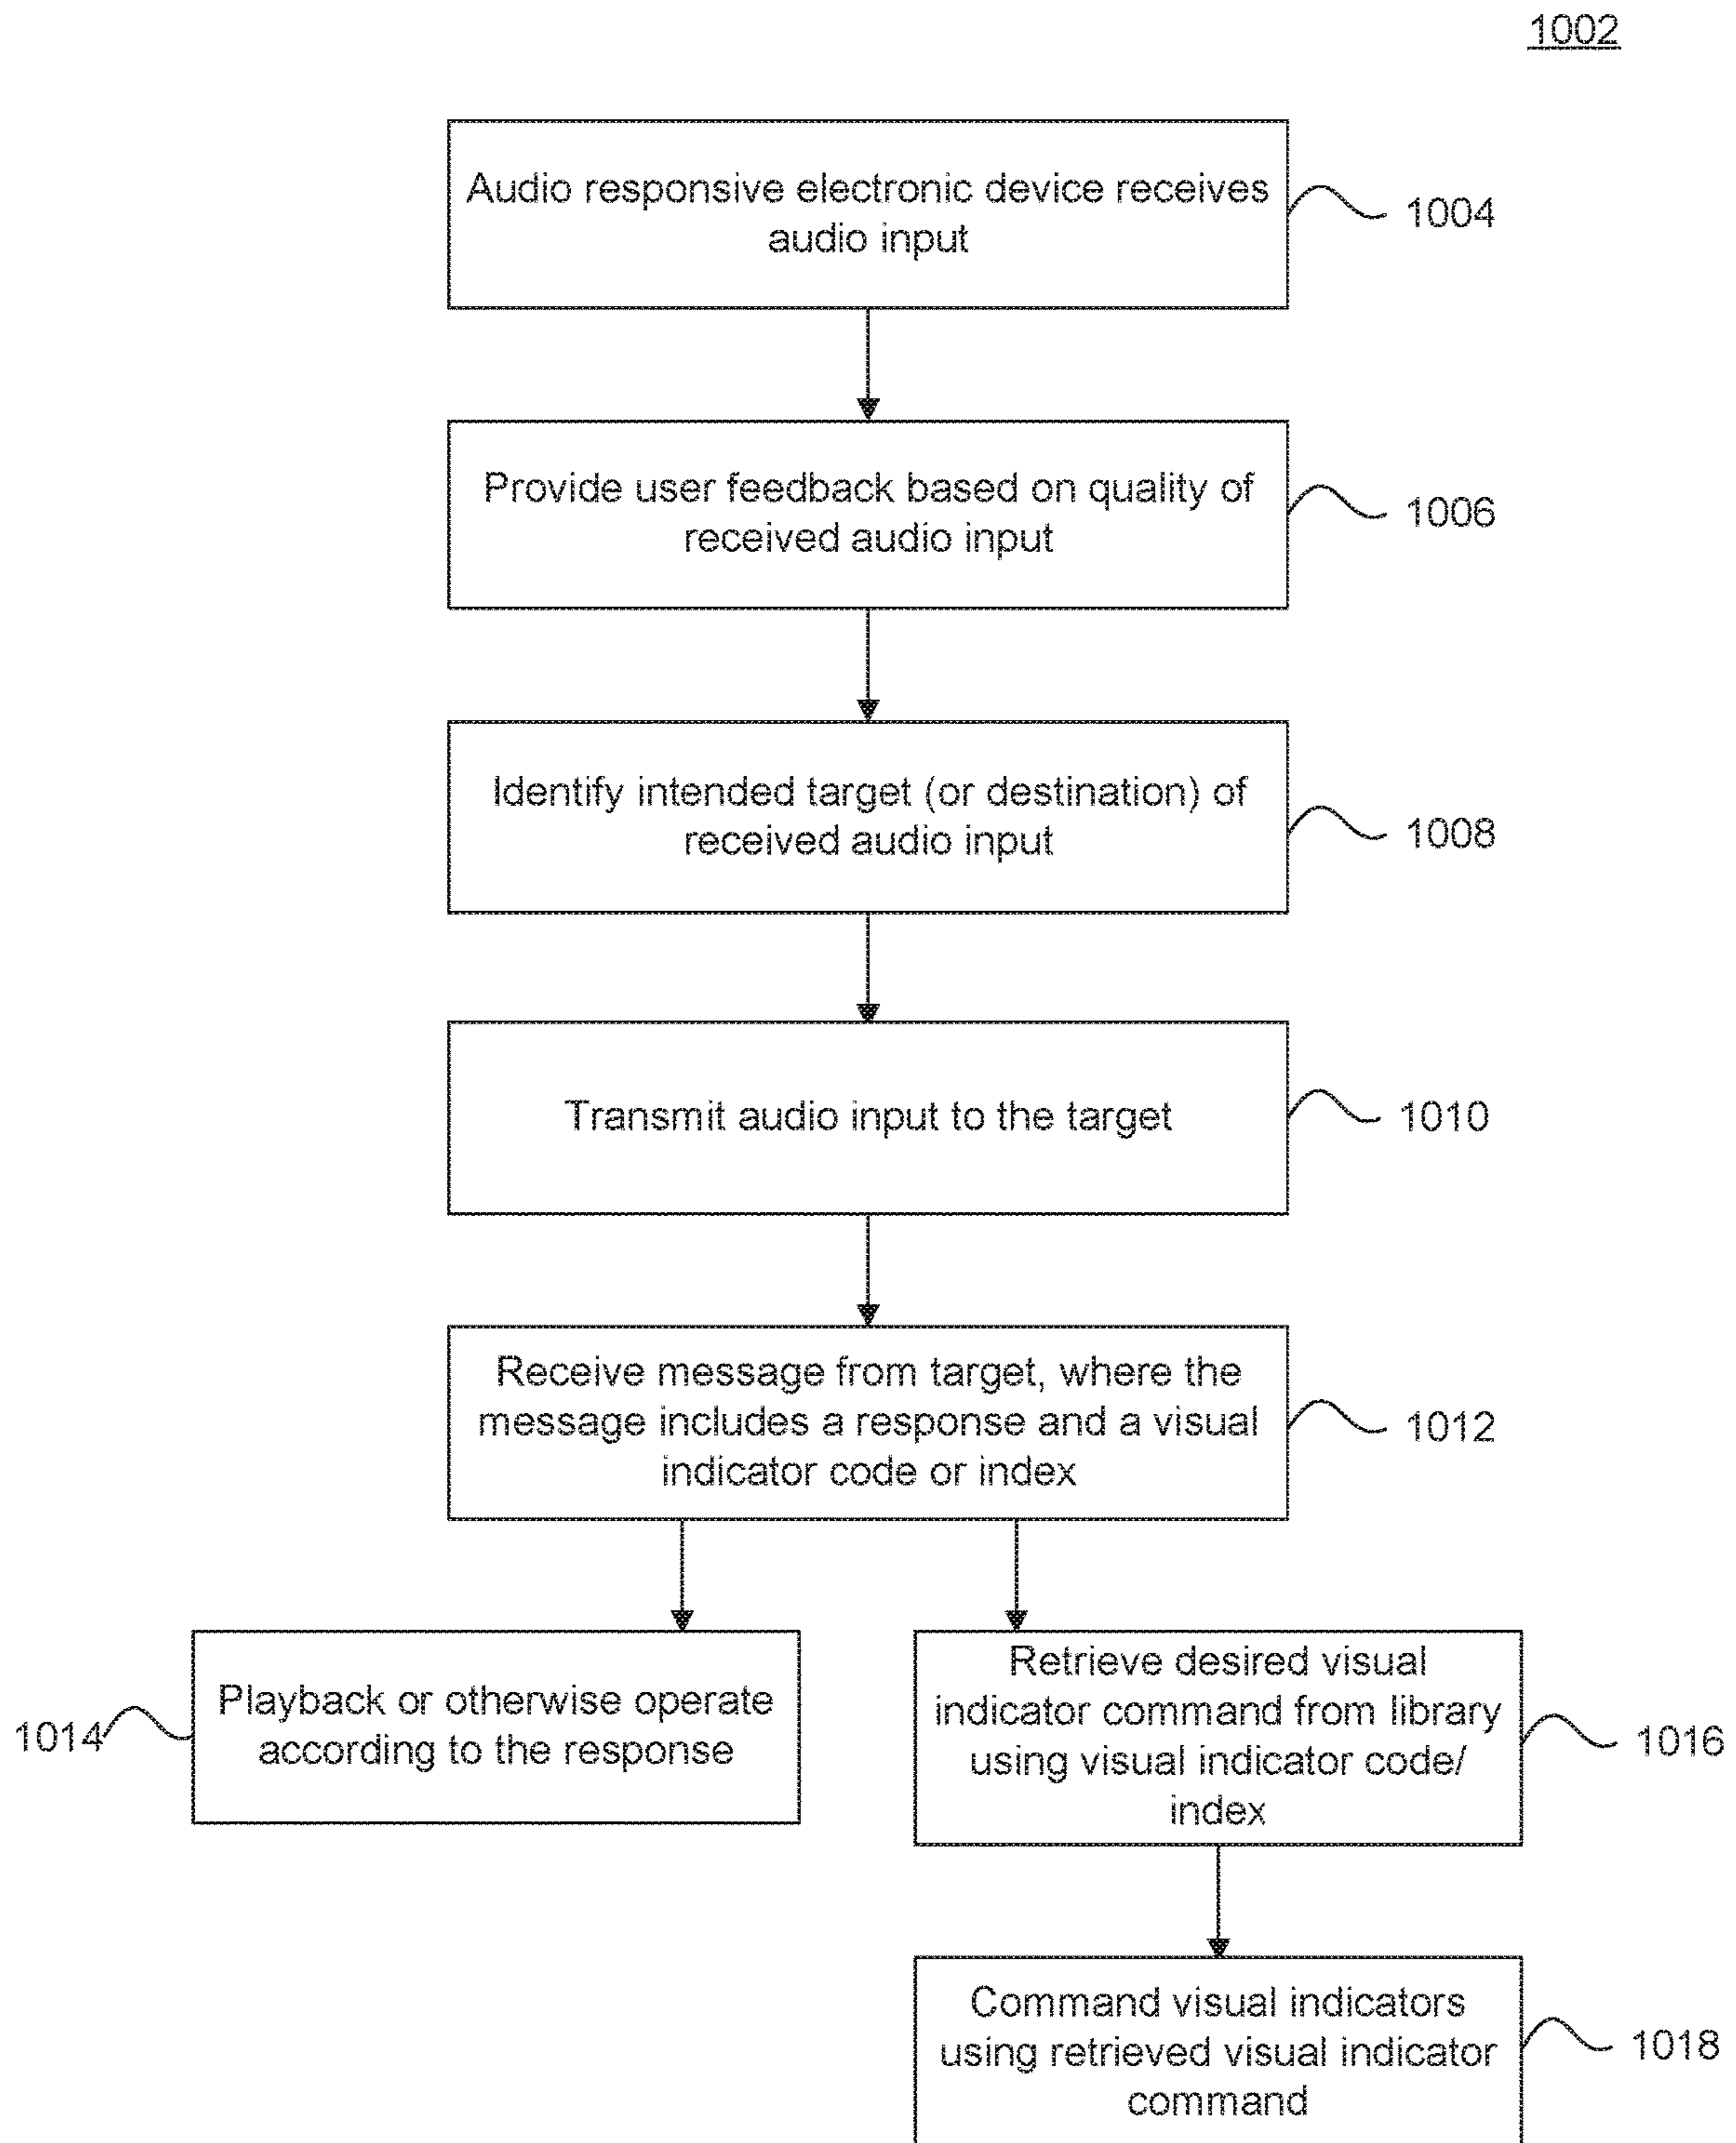 1002
Audio responsive electronic device receives
audio input
1004
Provide user feedback based on quality of
received audio input
1006
Identify intended target (or destination) of
received audio input
1008
Transmit audio input to the target
1010
Receive message from target, where the
message includes a response and a visual
indicator code or index
1012
1014
Playback or otherwise operate
according to the response
Retrieve desired visual
indicator command from library
using visual indicator code/
index
1016
Command visual indicators
using retrieved visual indicator
command
1018